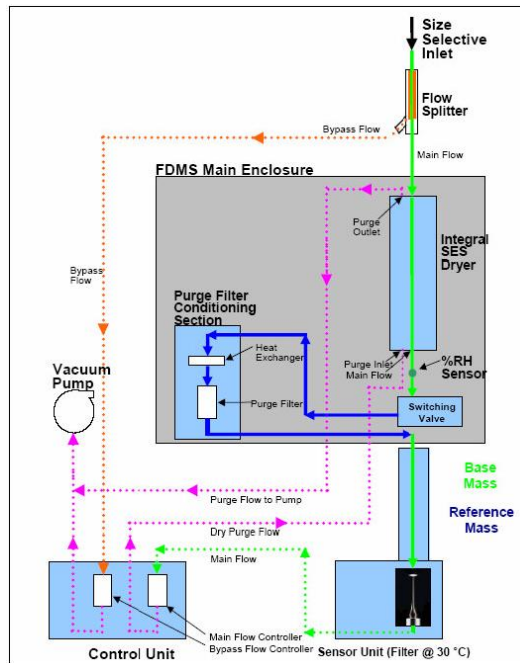 Size
Selective
Inlet
Flow
Splitter
Bypass Flow
Main Flow
FDMS Main Enclosure
Purge
Outlet
Integral
SES
Dryer
Bypass
Flow
Purge Filter
Conditioning
Section
Heat
Exchanger
Purge Inlet
Main Flow
%RH
Sensor
Vacuum
Pump
Purge Filter
Switching
Valve
Base
Mass
Purge Flow to Pump
Reference
Mass
Dry Purge Flow
Main Flow
Main Flow Controller
Bypass Flow Controller
Control Unit
Sensor Unit (Filter @ 30 °C)